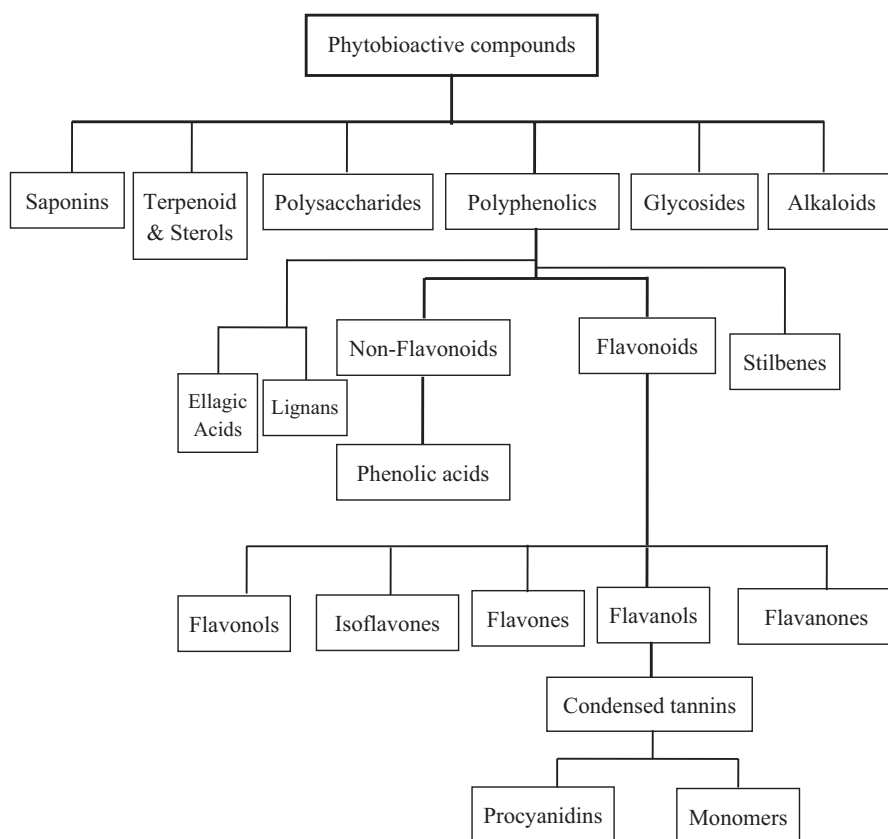 Phytobioactive compounds
Saponins
Terpenoid
& Sterols
Polysaccharides
Polyphenolics
Glycosides
Alkaloids
Non-Flavonoids
Flavonoids
Stilbenes
Ellagic
Acids
Lignans
Phenolic acids
Flavonols
Isoflavones
Flavones
Flavanols
Flavanones
Condensed tannins
Procyanidins
Monomers